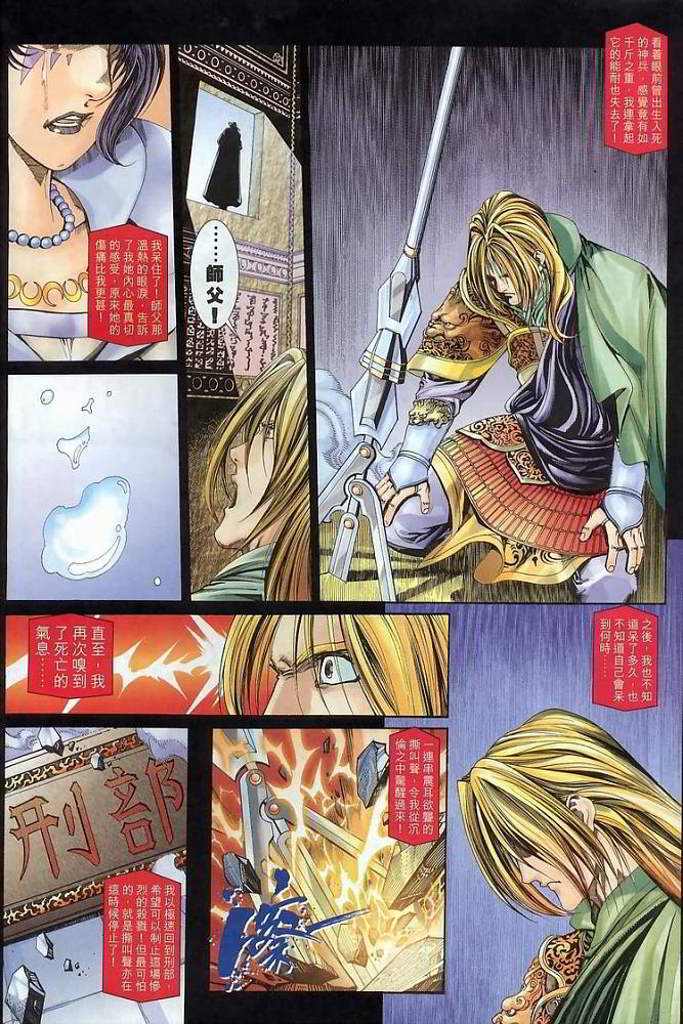 看着眼前曾出生入死
的神兵，感覺竟有如
千斤之重，我連拿起
它的能耐也失去了！
……師父！
我呆住了！師父那
溫熱的眼淚，告訴
了我她內心最真切
的感受，原來她的
傷痛比我更甚！
之後，我也不知
道呆了多久，也
不知道自己會呆
到何時……
直至，我
再次嗅到
了死亡的
氣息……
一連串震耳欲聾的
撕叫聲，令我從沉
倫之中驚醒過來！
刑部
我以極速回到刑部，
希望可以制止這場慘
烈的殺戮！但最可怕
的，就是撕叫聲亦在
這時候停止了！